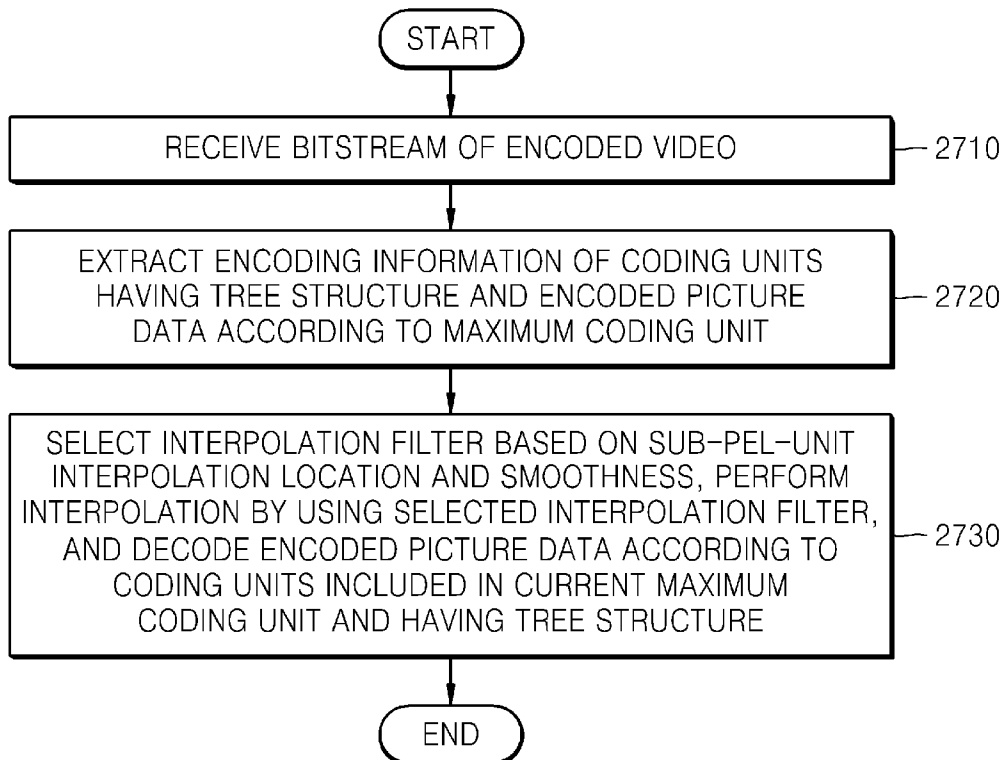 START
RECEIVE BITSTREAM OF ENCODED VIDEO
2710
EXTRACT ENCODING INFORMATION OF CODING UNITS
HAVING TREE STRUCTURE AND ENCODED PICTURE
DATA ACCORDING TO MAXIMUM CODING UNIT
2720
SELECT INTERPOLATION FILTER BASED ON SUB-PEL-UNIT
INTERPOLATION LOCATION AND SMOOTHNESS, PERFORM
INTERPOLATION BY USING SELECTED INTERPOLATION FILTER,
AND DECODE ENCODED PICTURE DATA ACCORDING TO
CODING UNITS INCLUDED IN CURRENT MAXIMUM
CODING UNIT AND HAVING TREE STRUCTURE
2730
END